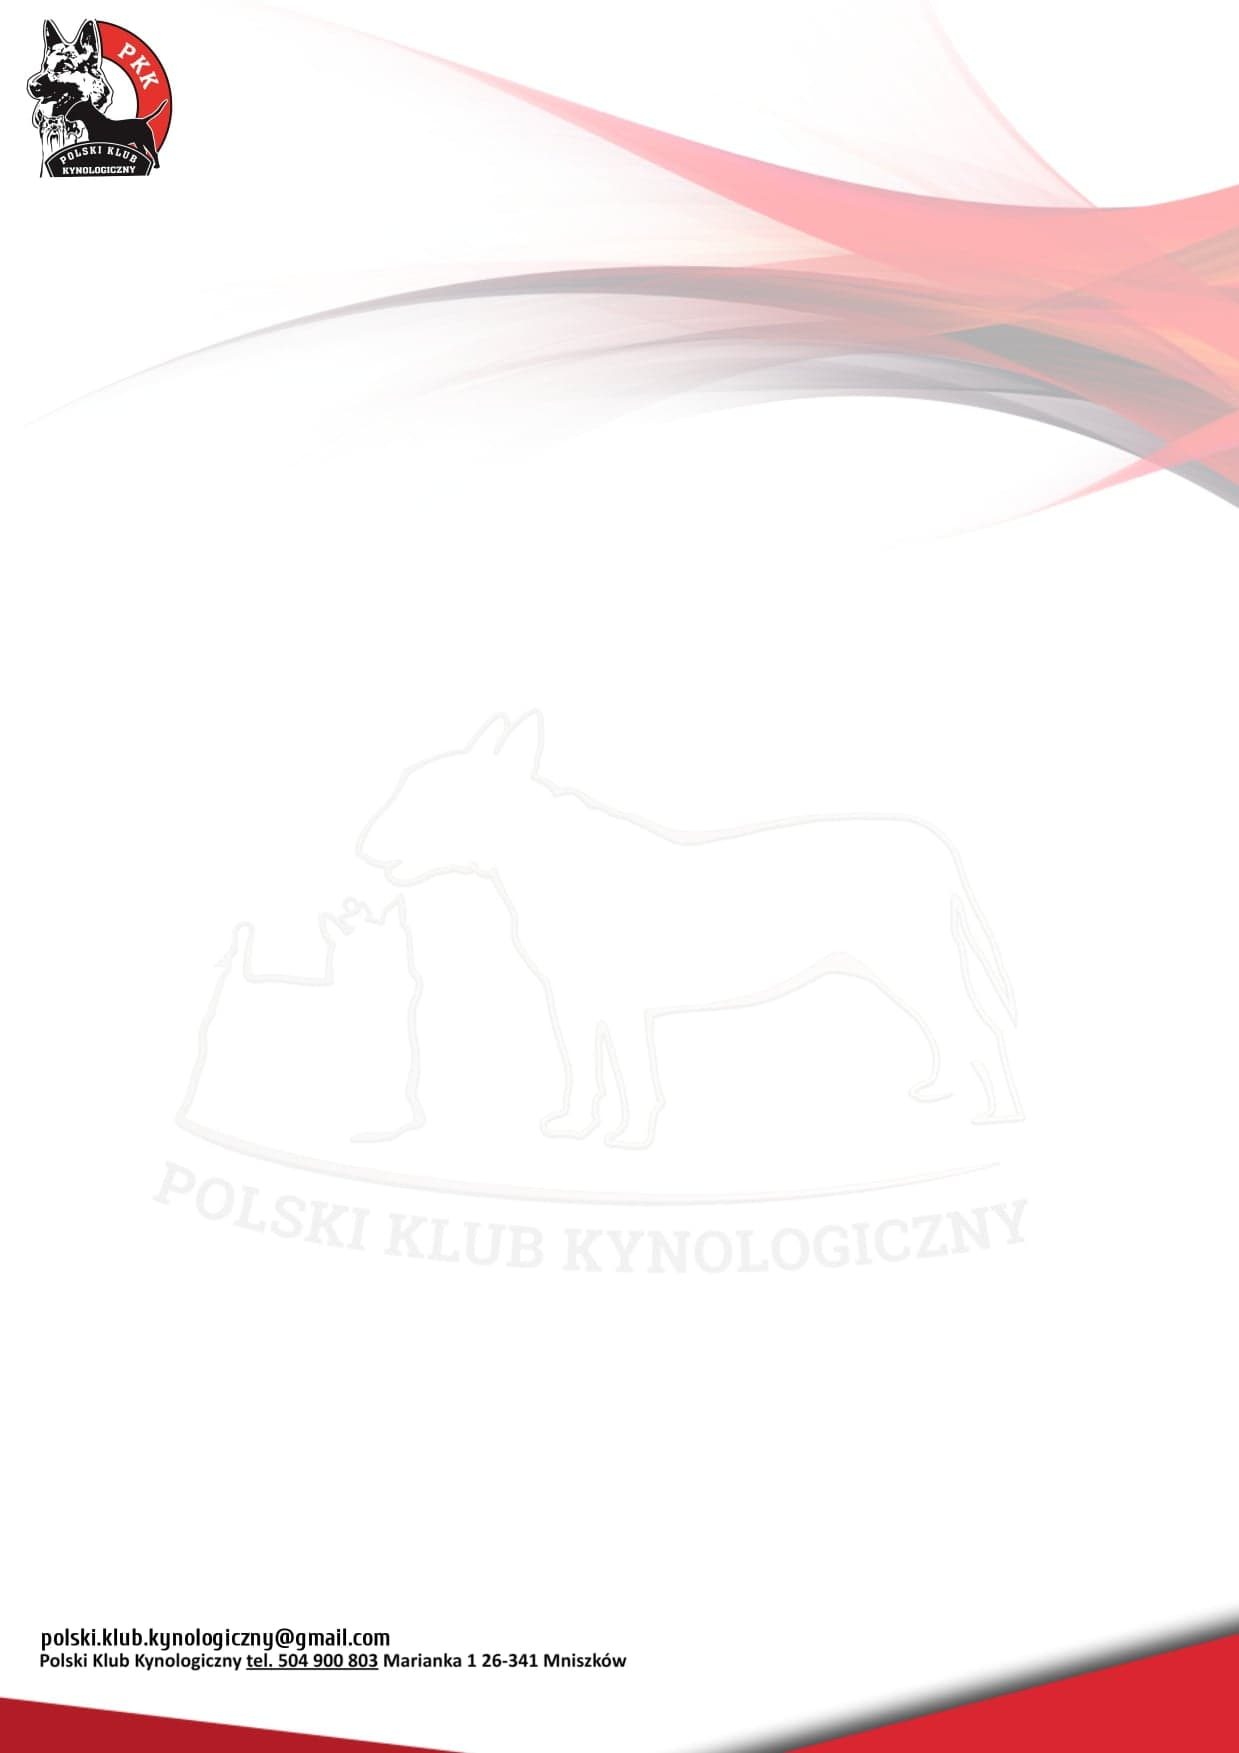 PKK
POLSKI KLUB
KYNOLOGICZNY
POLSKI KLUB KYNOLOGICZNY
polski.klub.kynologiczny@gmail.com
Polski Klub Kynologiczny tel. 504 900 803 Marianka 1 26-341 Mniszków